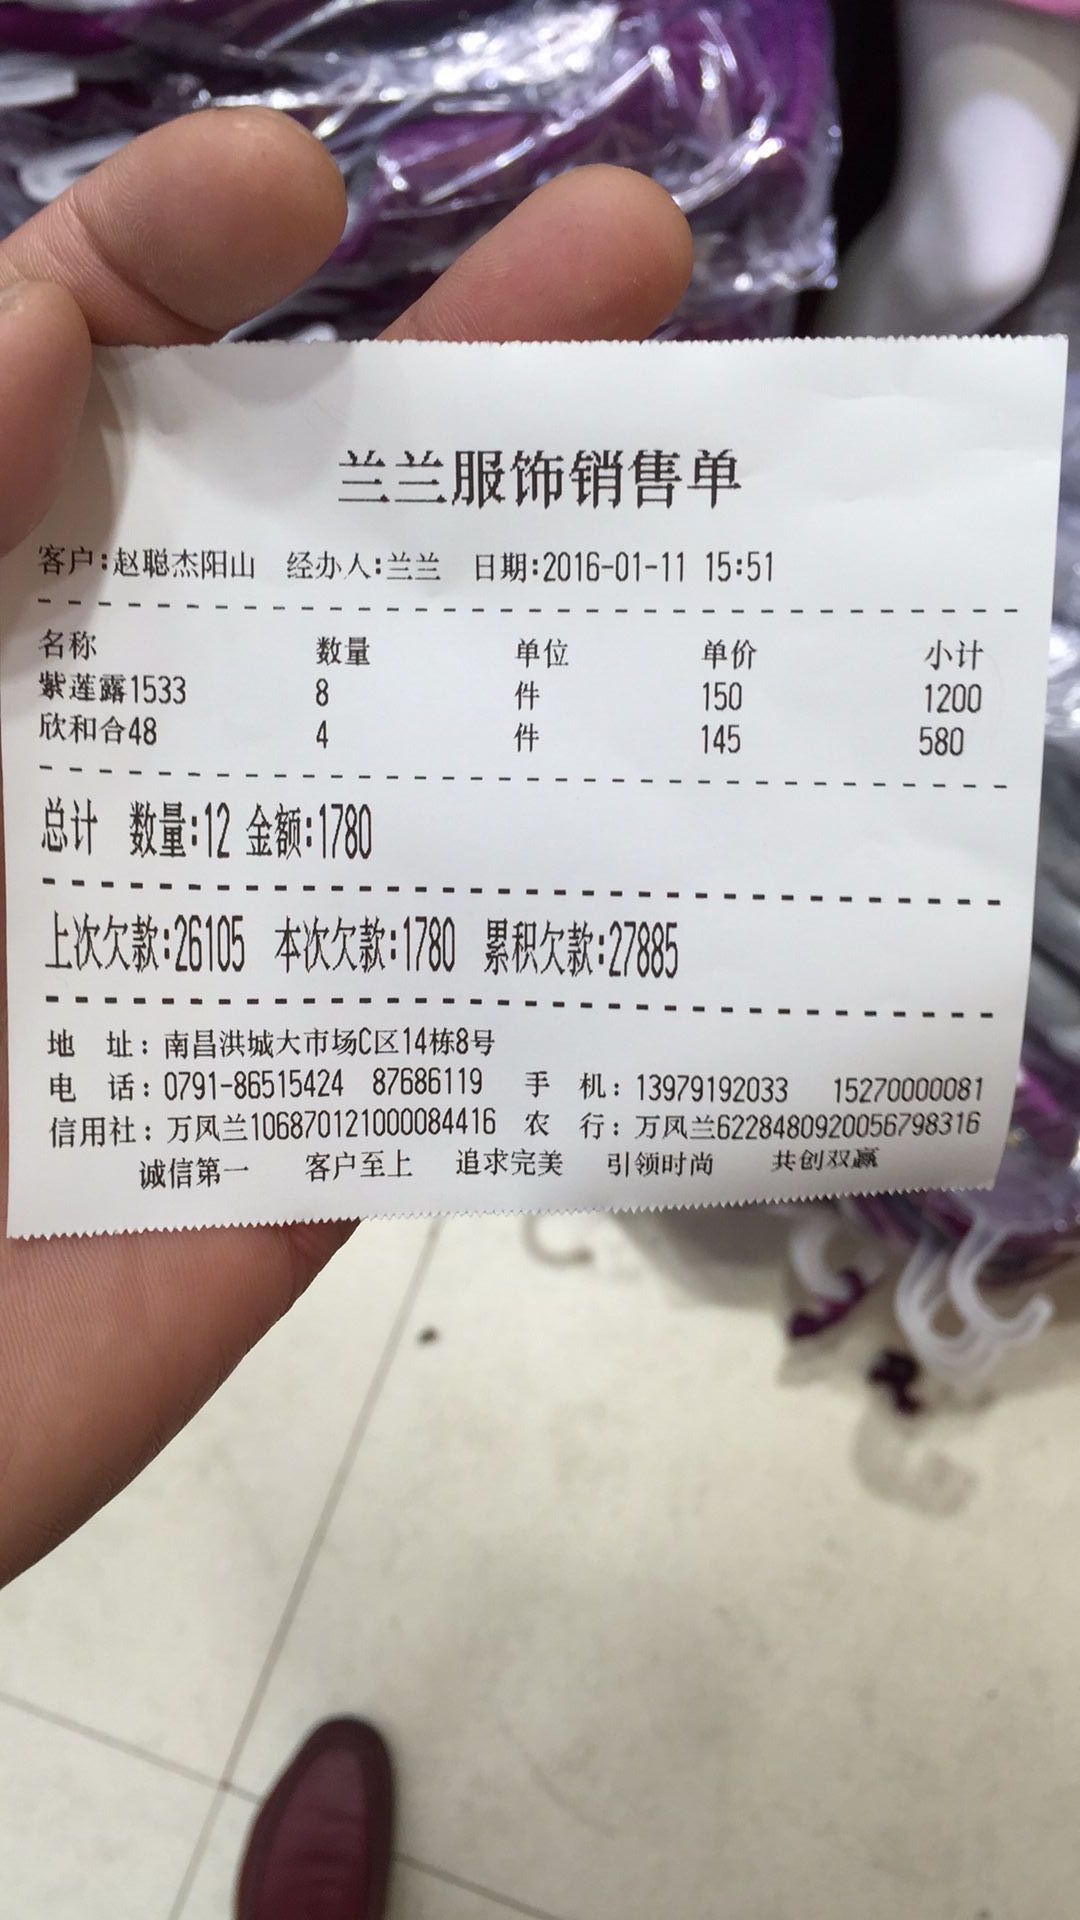 兰兰服饰销售单
客户:赵聪杰阳山 经办人:兰兰 日期:2016-01-11 15:51
名称 数量 单位 单价 小计
紫莲露1533 8 件 150 1200
欣和合48 4 件 145 580
总计 数量:12 金额:1780
上次欠款:26105 本次欠款:1780 累积欠款:27885
地 址: 南昌洪城大市场C区14栋8号
电 话: 0791-86515424 87686119 手 机: 13979192033 15270000081
信用社: 万凤兰106870121000084416 农 行: 万凤兰6228480920056798316
诚信第一 客户至上 追求完美 引领时尚 共创双赢